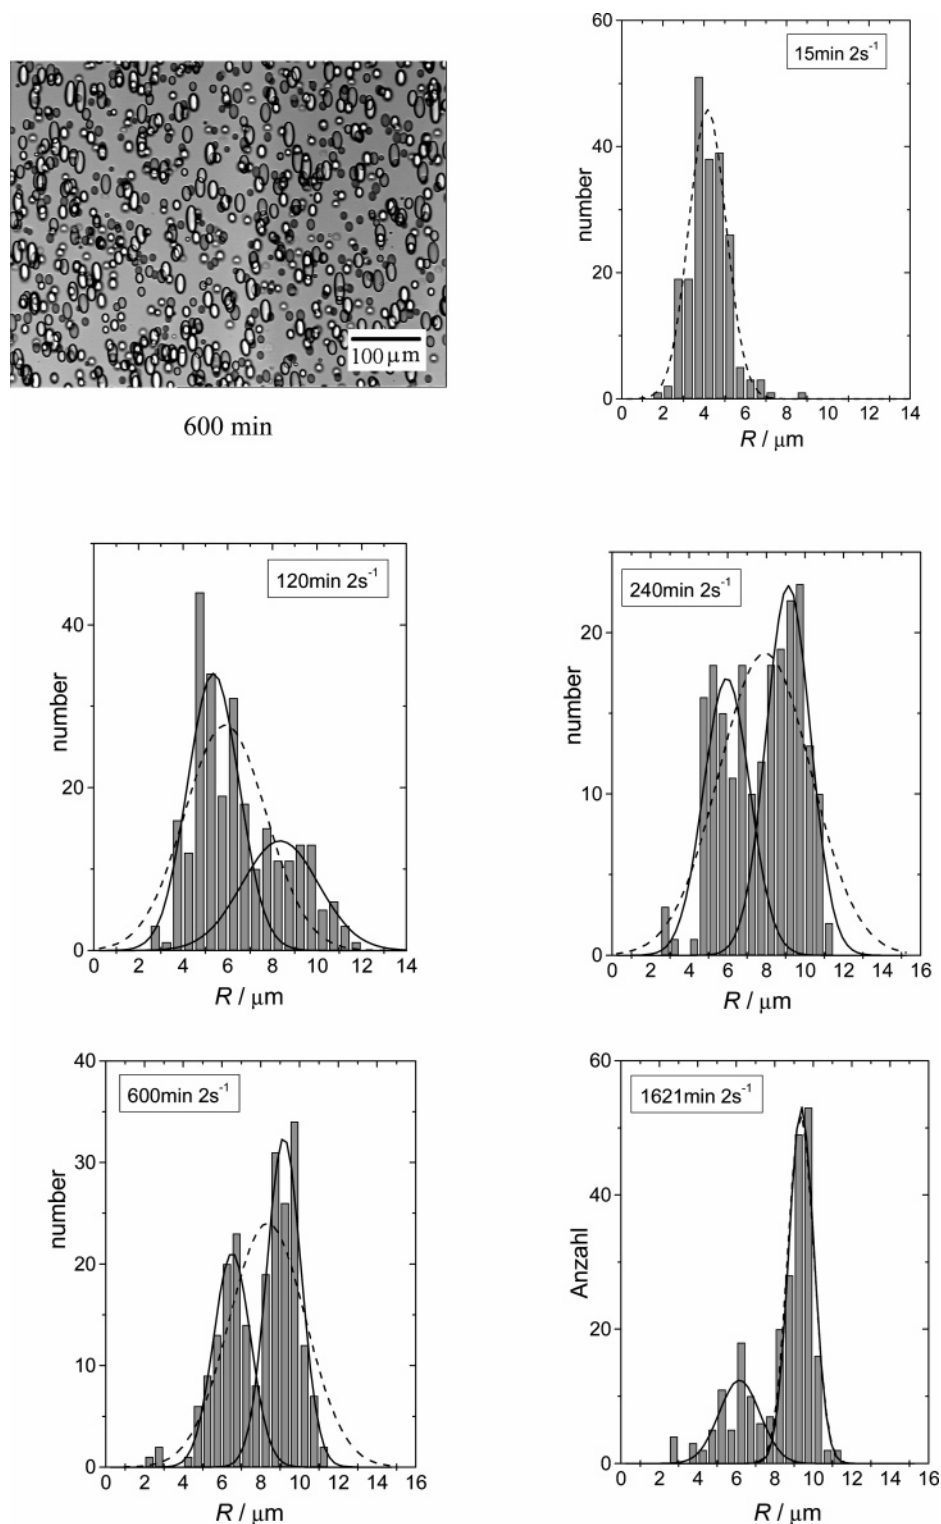 100 μm
600 min
15min 2s⁻¹
number
60
40
20
0
0 2 4 6 8 10 12 14
R / μm
120min 2s⁻¹
number
40
20
0
0 2 4 6 8 10 12 14
R / μm
240min 2s⁻¹
number
20
10
0
0 2 4 6 8 10 12 14 16
R / μm
600min 2s⁻¹
number
40
30
20
10
0
0 2 4 6 8 10 12 14 16
R / μm
1621min 2s⁻¹
Anzahl
60
40
20
0
0 2 4 6 8 10 12 14 16
R / μm